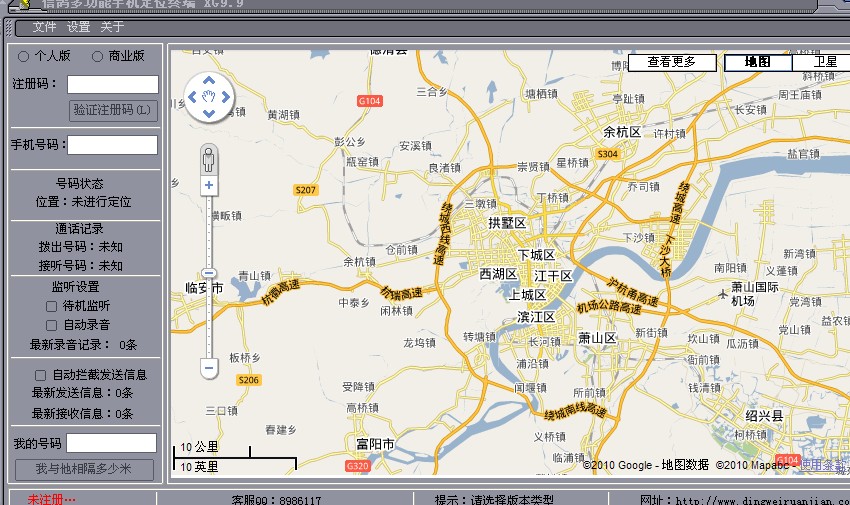 信鸽多功能手机定位终端 XG9.9
文件 设置 关于
个人版 商业版
注册码：
验证注册码(L)
手机号码：
号码状态
位置：未进行定位
通话记录
拨出号码：未知
接听号码：未知
监听设置
待机监听
自动录音
最新录音记录： 0条
自动拦截发送信息
最新发送信息：0条
最新接收信息：0条
我的号码
我与他相隔多少米
查看更多
地图
卫星
德清县
斜桥镇
三合乡
塘栖镇
周王庙镇
G104
亭趾镇
长安镇
黄湖镇
余杭区
许村镇
彭公乡
安溪镇
S304
盐官镇
瓶窑镇
良渚镇
崇贤镇
星桥镇
S207
乔司镇
丁桥镇
绕城高速
三墩镇
横畈镇
拱墅区
绕城西线高速
下沙镇
下沙大桥
仓前镇
下城区
新湾镇
余杭镇
西湖区
江干区
南阳镇
义蓬镇
青山镇
临安市
杭徽高速
杭瑞高速
上城区
沪杭甬高速
萧山国际
机场
中泰乡
闲林镇
滨江区
机场公路高速
党湾镇
益农镇
新街镇
党山镇
板桥乡
龙坞镇
转塘镇
长河镇
萧山区
坎山镇
瓜沥镇
浦沿镇
衙前镇
S206
受降镇
闻堰镇
所前镇
钱清镇
三口镇
高桥镇
绕城南线高速
绍兴县
春建乡
义桥镇
柯桥镇
富阳市
临浦镇
G104
G320
10 公里
10 英里
©2010 Google - 地图数据 ©2010 Mapabc - 使用条款
未注册…
客服QQ：8986117
提示：请选择版本类型
网址：http://www.dingweiruanjian.com